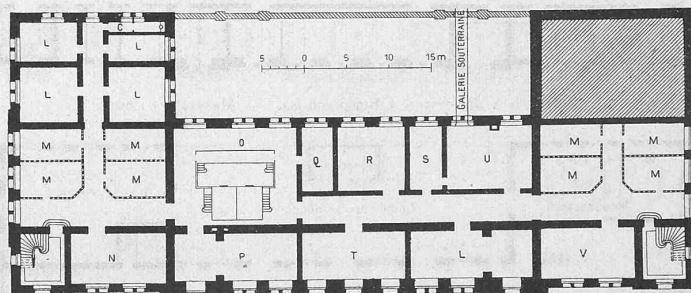 C
L L
5 0 5 10 15 m
GALERIE SOUTERRAINE
L L
M M O Q R S U M M
M M M M
N P T L V